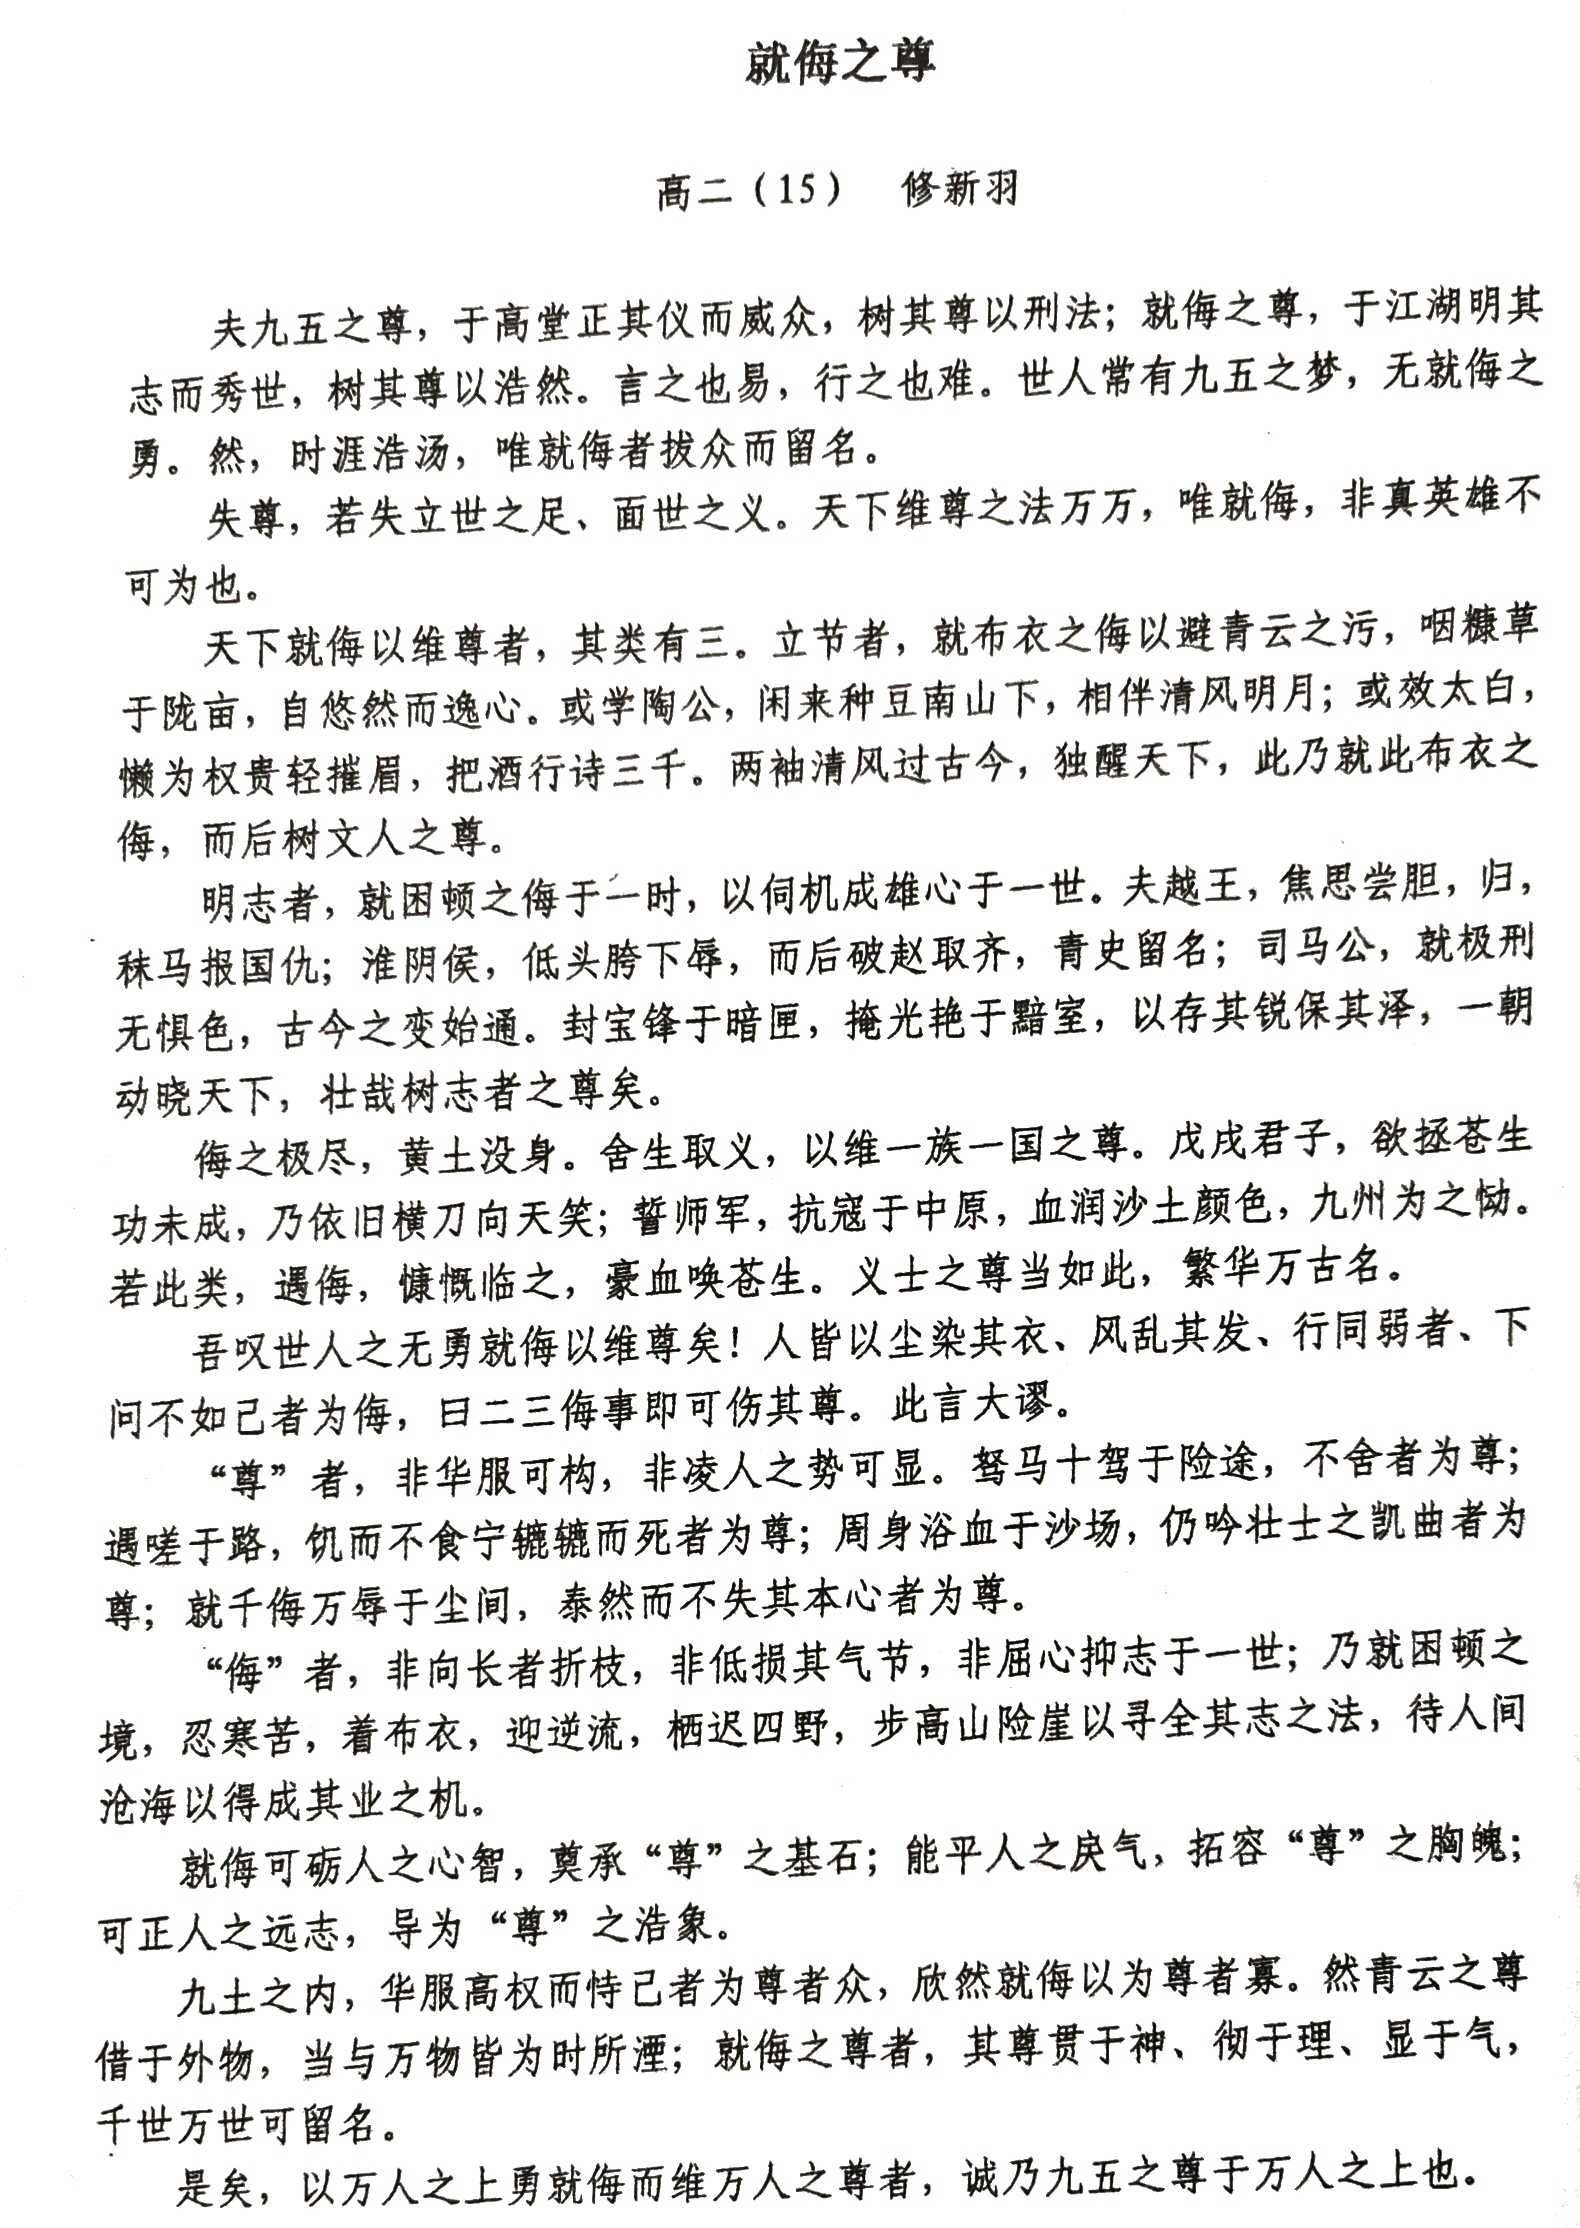 就侮之尊
高二（15） 修新羽
夫九五之尊，于高堂正其仪而威众，树其尊以刑法；就侮之尊，于江湖明其
志而秀世，树其尊以浩然。言之也易，行之也难。世人常有九五之梦，无就侮之
勇。然，时涯浩汤，唯就侮者拔众而留名。
失尊，若失立世之足、面世之义。天下维尊之法万万，唯就侮，非真英雄不
可为也。
天下就侮以维尊者，其类有三。立节者，就布衣之侮以避青云之污，咽糠草
于陇亩，自悠然而逸心。或学陶公，闲来种豆南山下，相伴清风明月；或效太白，
懒为权贵轻摧眉，把酒行诗三千。两袖清风过古今，独醒天下，此乃就此布衣之
侮，而后树文人之尊。
明志者，就困顿之侮于一时，以伺机成雄心于一世。夫越王，焦思尝胆，归，
秣马报国仇；淮阴侯，低头胯下辱，而后破赵取齐，青史留名；司马公，就极刑
无惧色，古今之变始通。封宝锋于暗匣，掩光艳于黯室，以存其锐保其泽，一朝
动晓天下，壮哉树志者之尊矣。
侮之极尽，黄土没身。舍生取义，以维一族一国之尊。戊戌君子，欲拯苍生
功未成，乃依旧横刀向天笑；誓师军，抗寇于中原，血润沙土颜色，九州为之恸。
若此类，遇侮，慷慨临之，豪血唤苍生。义士之尊当如此，繁华万古名。
吾叹世人之无勇就侮以维尊矣！人皆以尘染其衣、风乱其发、行同弱者、下
问不如己者为侮，曰二三侮事即可伤其尊。此言大谬。
“尊”者，非华服可构，非凌人之势可显。驽马十驾于险途，不舍者为尊；
遇嗟于路，饥而不食宁辘辘而死者为尊；周身浴血于沙场，仍吟壮士之凯曲者为
尊；就千侮万辱于尘间，泰然而不失其本心者为尊。
“侮”者，非向长者折枝，非低损其气节，非屈心抑志于一世；乃就困顿之
境，忍寒苦，着布衣，迎逆流，栖迟四野，步高山险崖以寻全其志之法，待人间
沧海以得成其业之机。
就侮可砺人之心智，奠承“尊”之基石；能平人之戾气，拓容“尊”之胸魄；
可正人之远志，导为“尊”之浩象。
九土之内，华服高权而恃己者为尊者众，欣然就侮以为尊者寡。然青云之尊
借于外物，当与万物皆为时所湮；就侮之尊者，其尊贯于神、彻于理、显于气，
千世万世可留名。
是矣，以万人之上勇就侮而维万人之尊者，诚乃九五之尊于万人之上也。